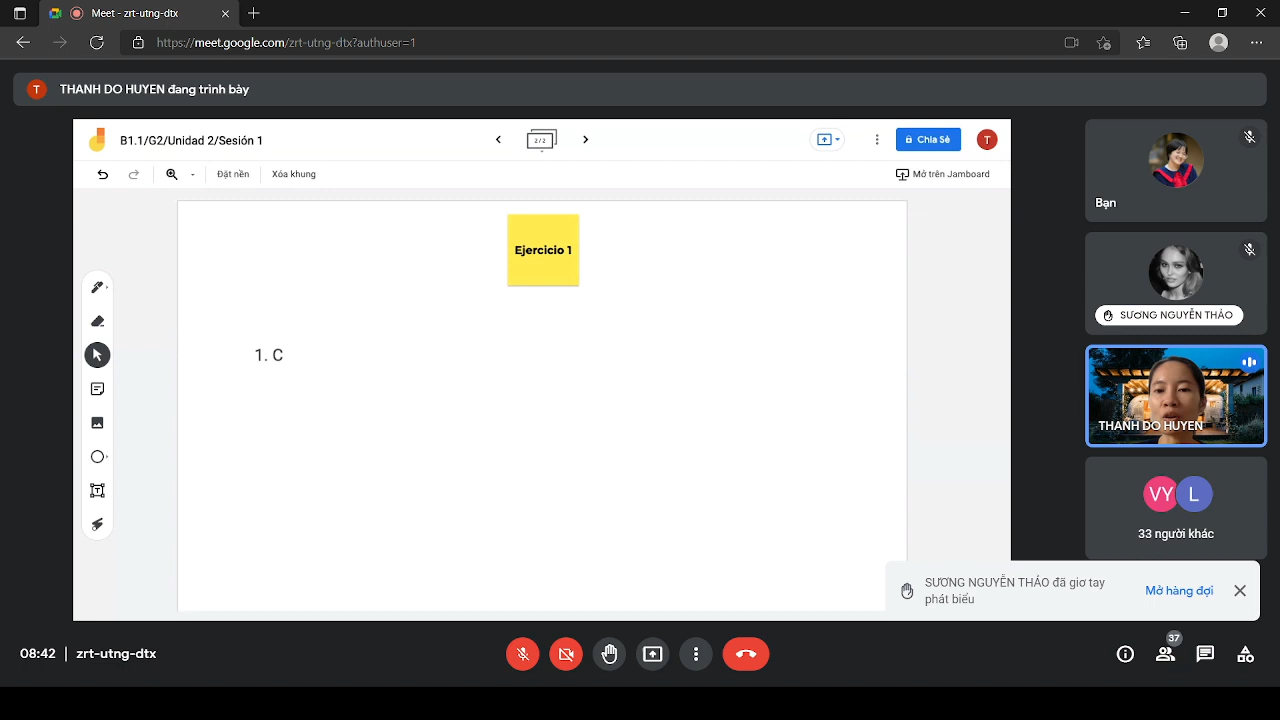 Meet - zrt-utng-dtx
https://meet.google.com/zrt-utng-dtx?authuser=1
T
THANH DO HUYEN đang trình bày
B1.1/G2/Unidad 2/Sesión 1
2 / 2
Chia Sẻ
T
Đặt nền
Xóa khung
Mở trên Jamboard
Ejercicio 1
1. C
Bạn
SƯƠNG NGUYỄN THẢO
THANH DO HUYEN
VY
L
33 người khác
SƯƠNG NGUYỄN THẢO đã giơ tay
phát biểu
Mở hàng đợi
08:42 | zrt-utng-dtx
37